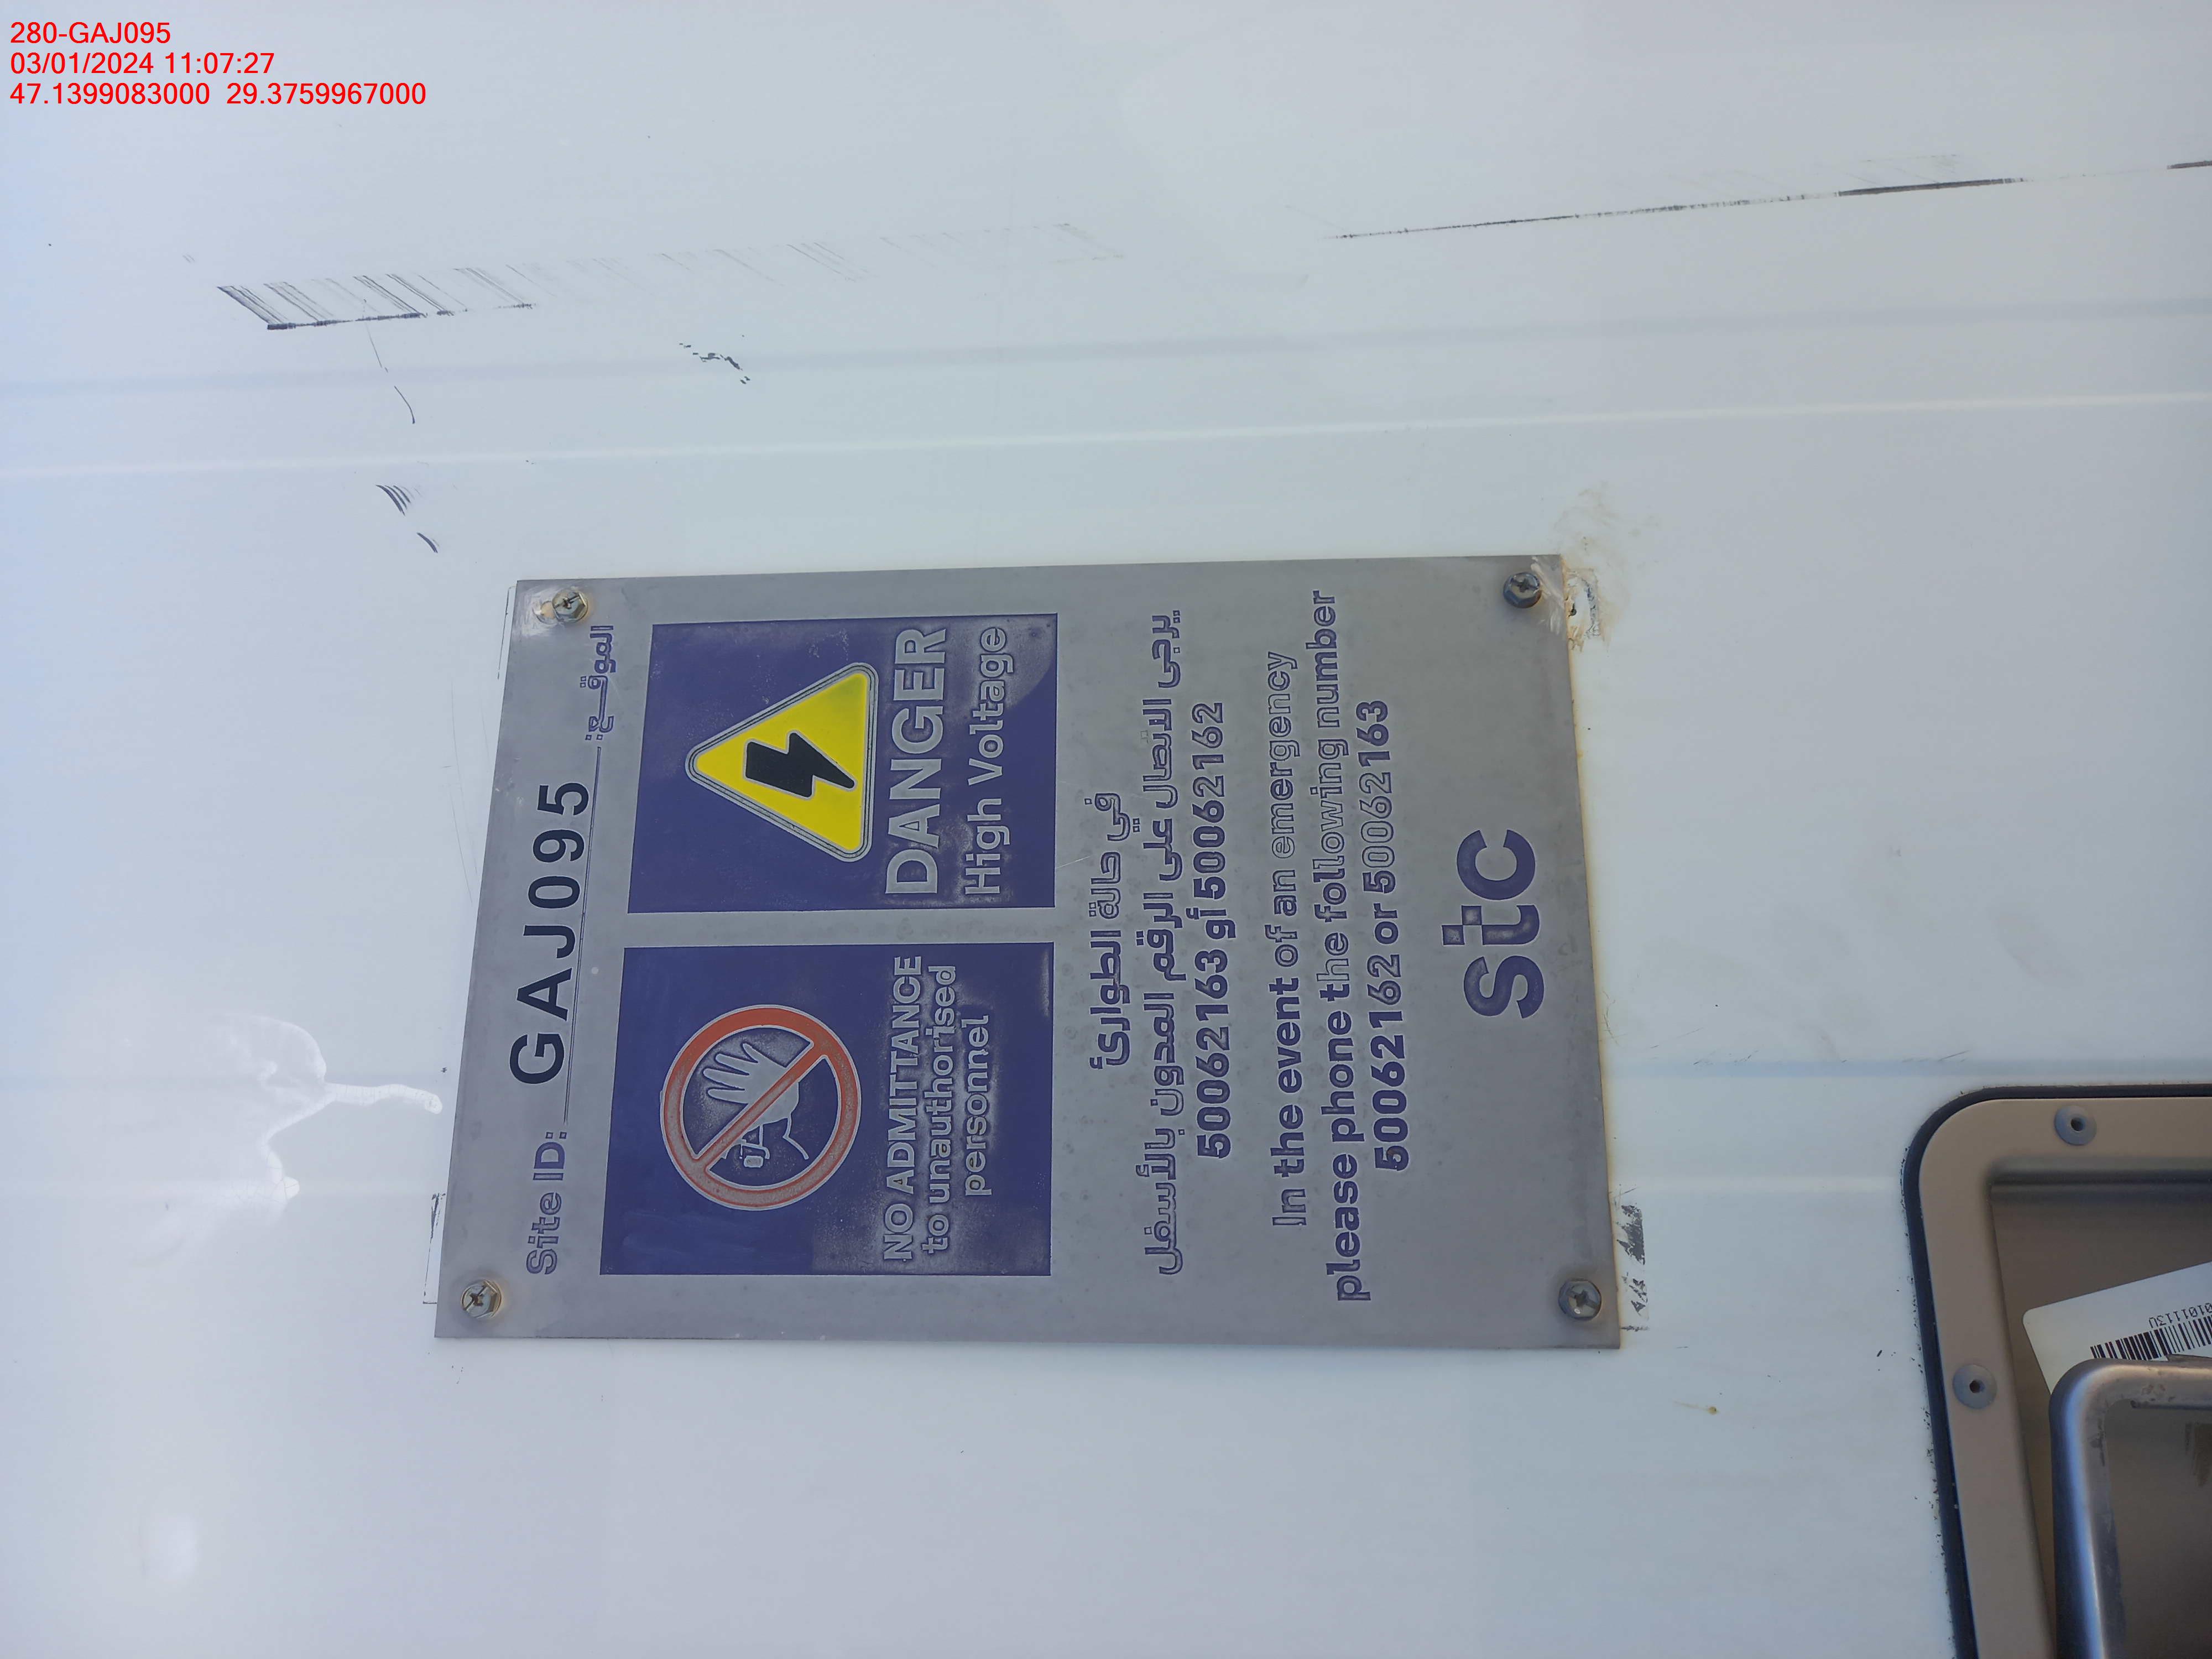 280-GAJ095
03/01/2024 11:07:27
47.1399083000 29.3759967000
Site ID: GAJ095 الموقـــع:
NO ADMITTANCE
to unauthorised
personnel
DANGER
High Voltage
في حالة الطوارئ
يرجى الاتصال على الرقم المدون بالأسفل
50062162 أو 50062163
In the event of an emergency
please phone the following number
50062162 or 50062163
stc